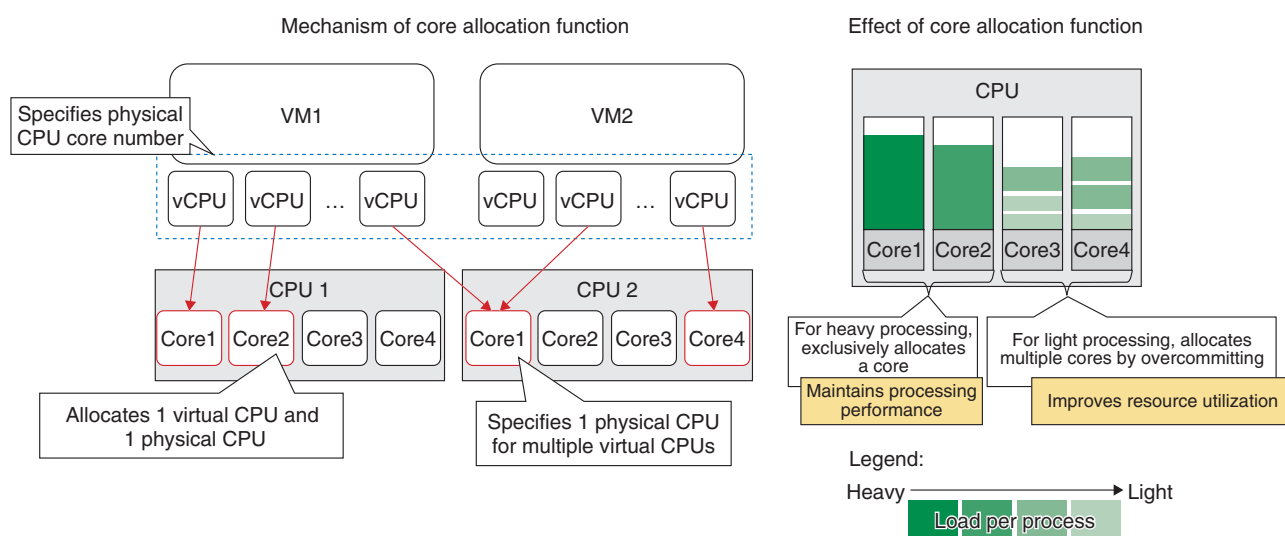 Mechanism of core allocation function
Specifies physical
CPU core number
VM1
VM2
vCPU
vCPU
...
vCPU
vCPU
vCPU
...
vCPU
CPU 1
Core1
Core2
Core3
Core4
CPU 2
Core1
Core2
Core3
Core4
Allocates 1 virtual CPU and
1 physical CPU
Specifies 1 physical CPU
for multiple virtual CPUs
Effect of core allocation function
CPU
Core1
Core2
Core3
Core4
For heavy processing,
exclusively allocates
a core
Maintains processing
performance
For light processing, allocates
multiple cores by overcommitting
Improves resource utilization
Legend:
Heavy
Light
Load per process